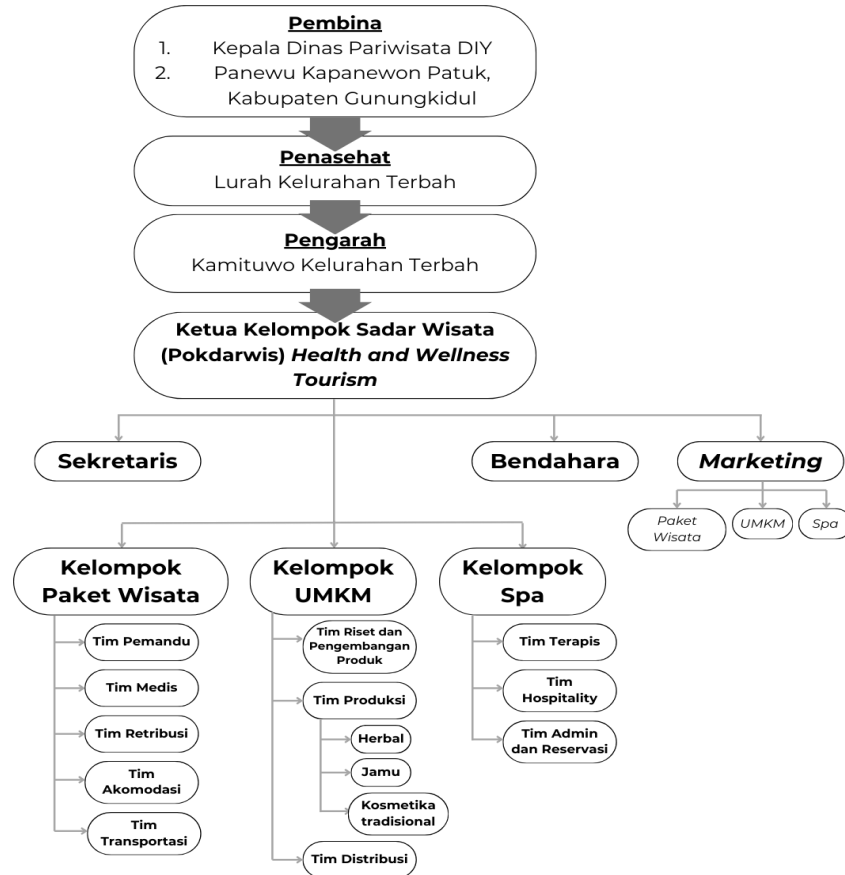 Pembina
1. Kepala Dinas Pariwisata DIY
2. Panewu Kapanewon Patuk,
Kabupaten Gunungkidul
Penasehat
Lurah Kelurahan Terbah
Pengarah
Kamituwo Kelurahan Terbah
Ketua Kelompok Sadar Wisata
(Pokdarwis) Health and Wellness
Tourism
Sekretaris
Bendahara
Marketing
Paket
Wisata
UMKM
Spa
Kelompok
Paket Wisata
Tim Pemandu
Tim Medis
Tim Retribusi
Tim
Akomodasi
Tim
Transportasi
Kelompok
UMKM
Tim Riset dan
Pengembangan
Produk
Tim Produksi
Herbal
Jamu
Kosmetika
tradisional
Tim Distribusi
Kelompok
Spa
Tim Terapis
Tim
Hospitality
Tim Admin
dan Reservasi